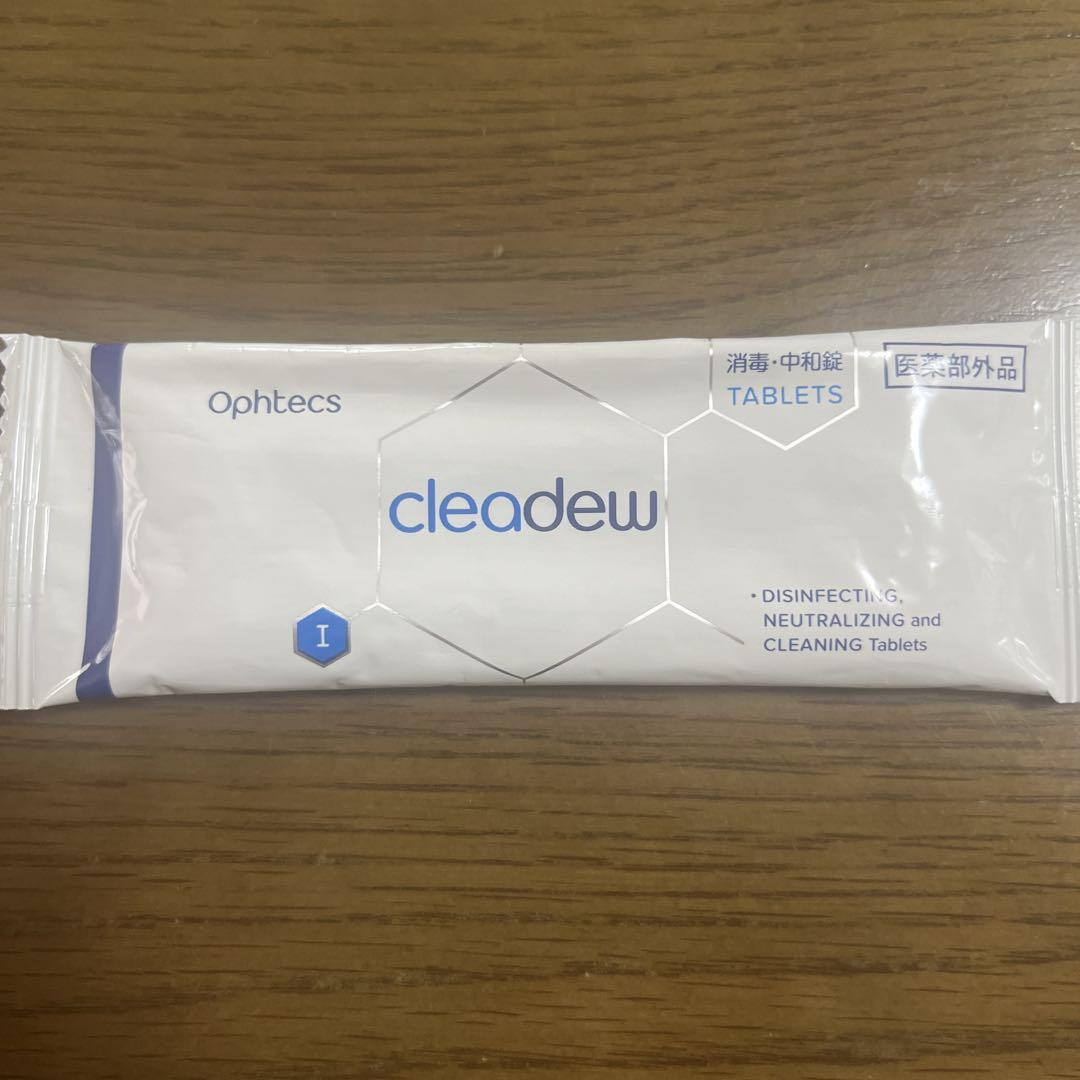 Ophtecs
消毒・中和錠
TABLETS
医薬部外品
cleadew
I
・DISINFECTING,
NEUTRALIZING and
CLEANING Tablets